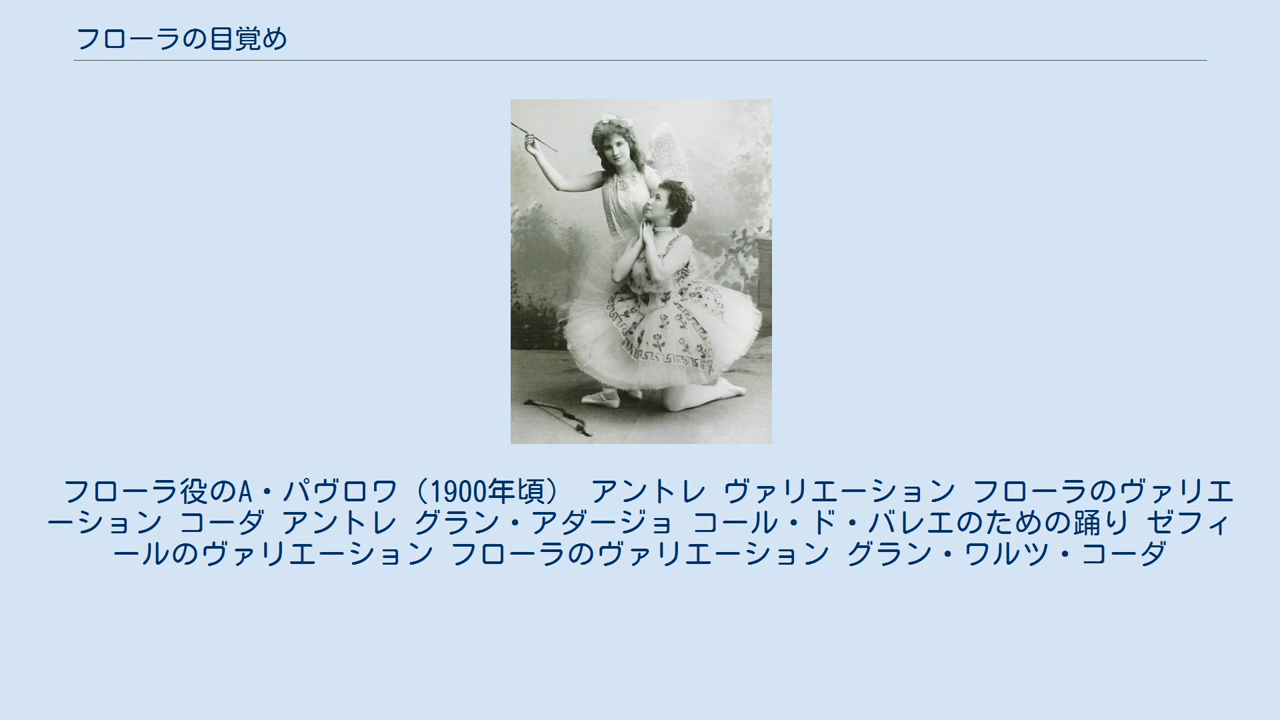 フローラの目覚め
フローラ役のA・パヴロワ（1900年頃） アントレ ヴァリエーション フローラのヴァリエ
ーション コーダ アントレ グラン・アダージョ コール・ド・バレエのための踊り ゼフィ
ールのヴァリエーション フローラのヴァリエーション グラン・ワルツ・コーダ